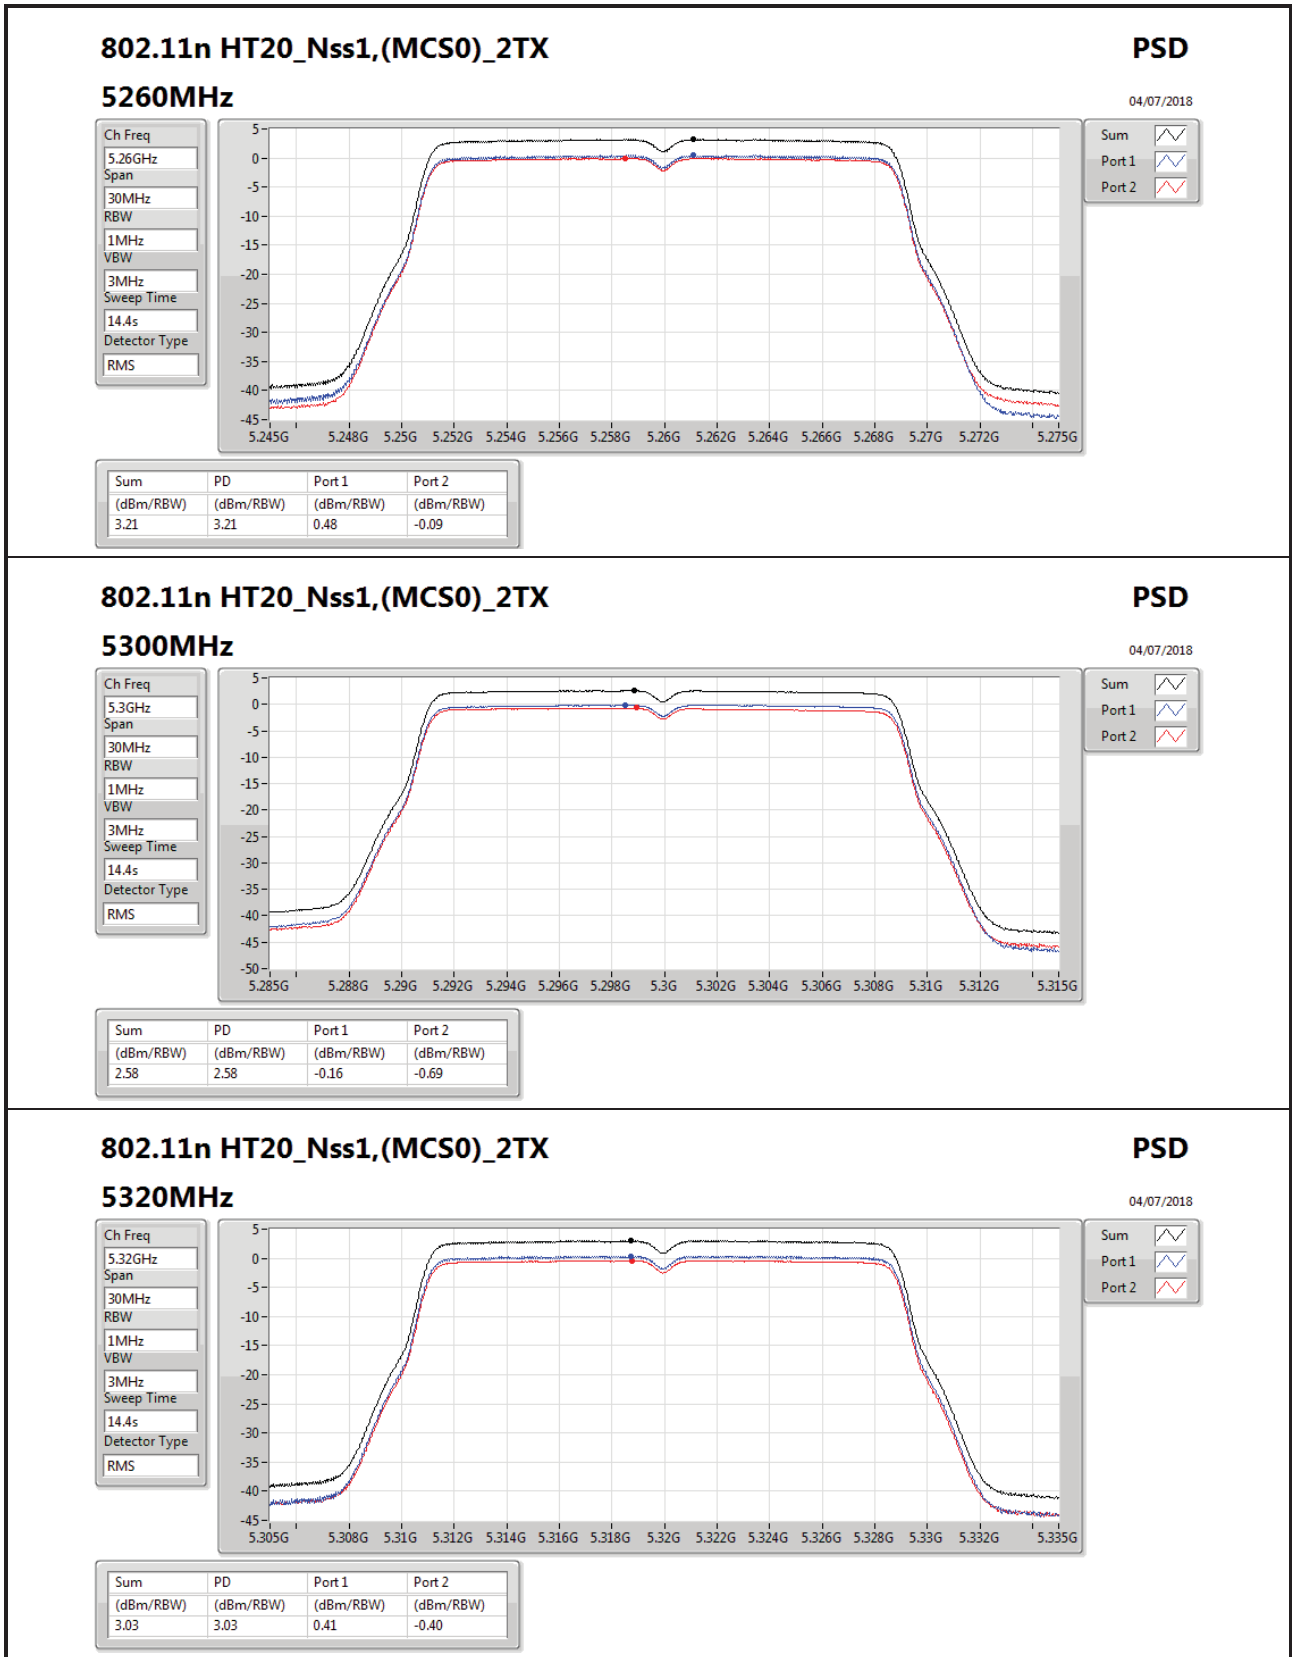 802.11n HT20_Nss1,(MCS0)_2TX PSD
5260MHz
04/07/2018
Ch Freq
5.26GHz
Span
30MHz
RBW
1MHz
VBW
3MHz
Sweep Time
14.4s
Detector Type
RMS
5
0
-5
-10
-15
-20
-25
-30
-35
-40
-45
5.245G 5.248G 5.25G 5.252G 5.254G 5.256G 5.258G 5.26G 5.262G 5.264G 5.266G 5.268G 5.27G 5.272G 5.275G
Sum
Port 1
Port 2
Sum PD Port 1 Port 2
(dBm/RBW) (dBm/RBW) (dBm/RBW) (dBm/RBW)
3.21 3.21 0.48 -0.09
802.11n HT20_Nss1,(MCS0)_2TX PSD
5300MHz
04/07/2018
Ch Freq
5.3GHz
Span
30MHz
RBW
1MHz
VBW
3MHz
Sweep Time
14.4s
Detector Type
RMS
5
0
-5
-10
-15
-20
-25
-30
-35
-40
-45
-50
5.285G 5.288G 5.29G 5.292G 5.294G 5.296G 5.298G 5.3G 5.302G 5.304G 5.306G 5.308G 5.31G 5.312G 5.315G
Sum
Port 1
Port 2
Sum PD Port 1 Port 2
(dBm/RBW) (dBm/RBW) (dBm/RBW) (dBm/RBW)
2.58 2.58 -0.16 -0.69
802.11n HT20_Nss1,(MCS0)_2TX PSD
5320MHz
04/07/2018
Ch Freq
5.32GHz
Span
30MHz
RBW
1MHz
VBW
3MHz
Sweep Time
14.4s
Detector Type
RMS
5
0
-5
-10
-15
-20
-25
-30
-35
-40
-45
5.305G 5.308G 5.31G 5.312G 5.314G 5.316G 5.318G 5.32G 5.322G 5.324G 5.326G 5.328G 5.33G 5.332G 5.335G
Sum
Port 1
Port 2
Sum PD Port 1 Port 2
(dBm/RBW) (dBm/RBW) (dBm/RBW) (dBm/RBW)
3.03 3.03 0.41 -0.40